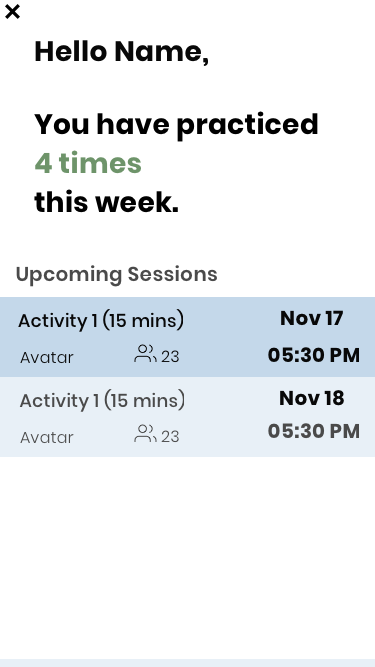 Hello Name,
You have practiced
4 times
this week.
Upcoming Sessions
Activity 1 (15 mins)
Nov 17
Avatar
23
05:30 PM
Activity 1 (15 mins)
Nov 18
Avatar
23
05:30 PM